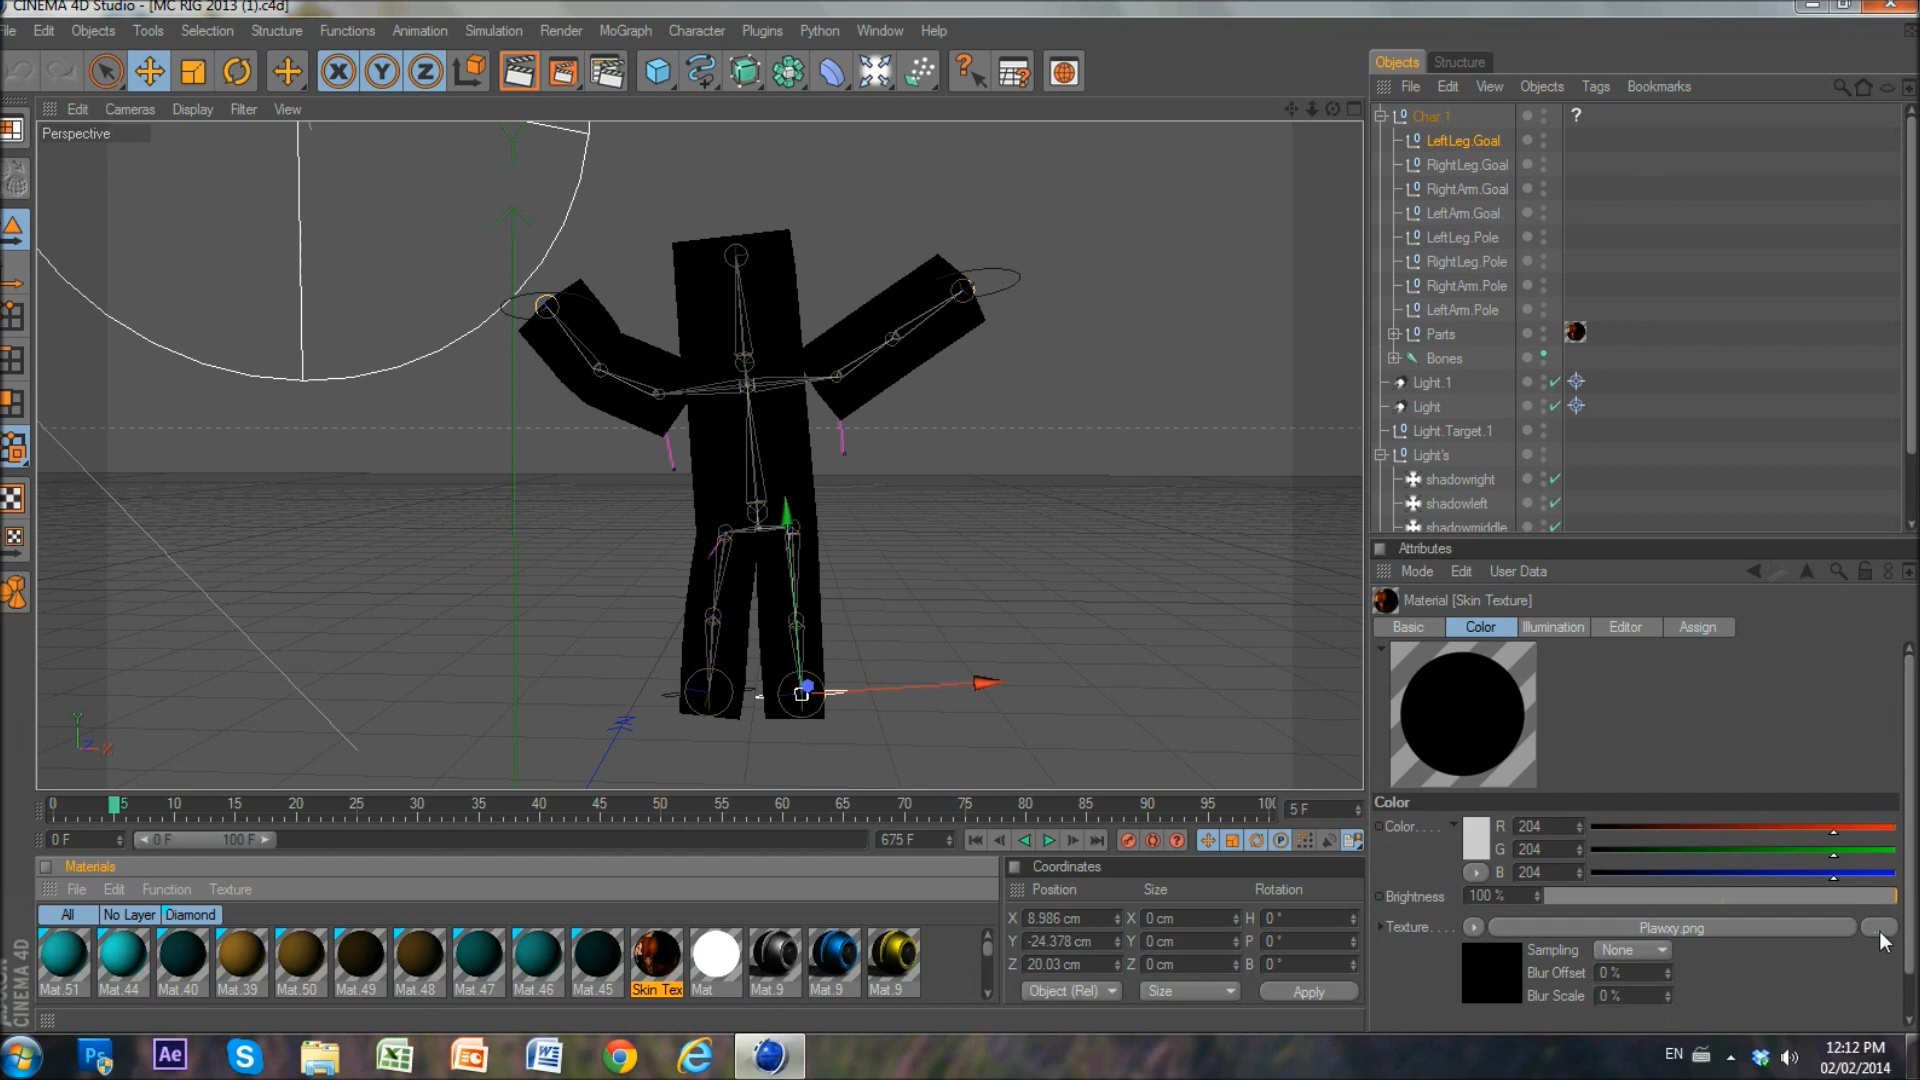 CINEMA 4D Studio - [MC RIG 2013 (1).c4d]
File Edit Objects Tools Selection Structure Functions Animation Simulation Render MoGraph Character Plugins Python Window Help
X Y Z
Edit Cameras Display Filter View
Perspective
Y
Z
Y
Z X
0 5 10 15 20 25 30 35 40 45 50 55 60 65 70 75 80 85 90 95 100
5 F
0 F
0 F 100 F
675 F
Materials
File Edit Function Texture
All No Layer Diamond
Mat.51 Mat.44 Mat.40 Mat.39 Mat.50 Mat.49 Mat.48 Mat.47 Mat.46 Mat.45 Skin Tex Mat Mat.9 Mat.9 Mat.9
CINEMA 4D
Coordinates
Position Size Rotation
X 8.986 cm X 0 cm H 0 °
Y -24.378 cm Y 0 cm P 0 °
Z 20.03 cm Z 0 cm B 0 °
Object (Rel) Size Apply
Objects Structure
File Edit View Objects Tags Bookmarks
Char.1 ?
LeftLeg.Goal
RightLeg.Goal
RightArm.Goal
LeftArm.Goal
LeftLeg.Pole
RightLeg.Pole
RightArm.Pole
LeftArm.Pole
Parts
Bones
Light.1
Light
Light.Target.1
Light's
shadowright
shadowleft
shadowmiddle
Attributes
Mode Edit User Data
Material [Skin Texture]
Basic Color Illumination Editor Assign
Color
Color. . . . R 204
G 204
B 204
Brightness 100 %
Texture. . . . Plawxy.png
Sampling None
Blur Offset 0 %
Blur Scale 0 %
Ps Ae S
EN
12:12 PM
02/02/2014